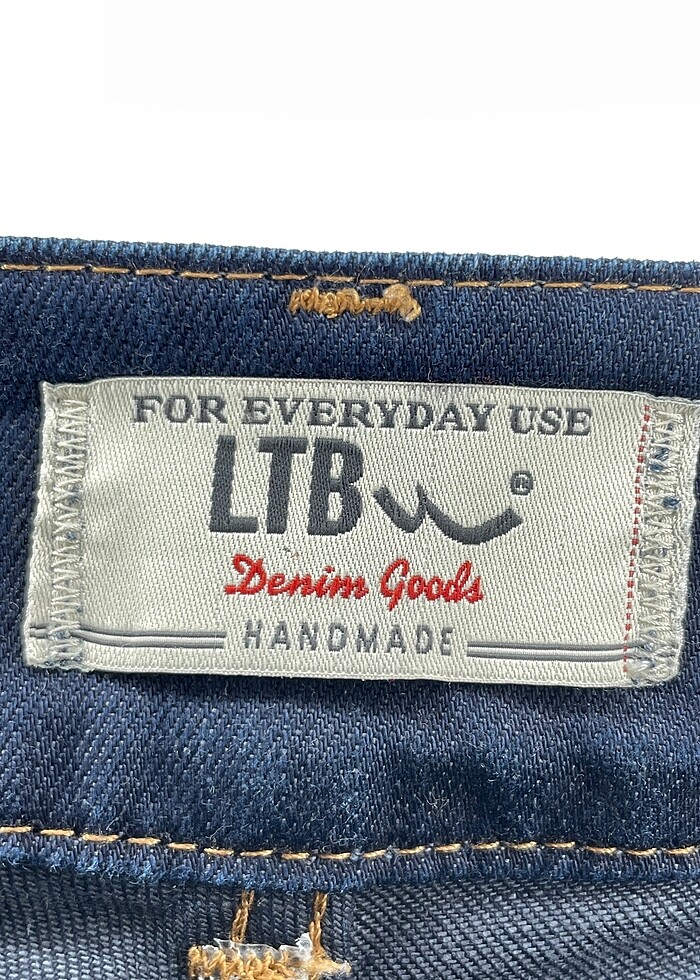 FOR EVERYDAY USE
LTB ®
Denim Goods
HANDMADE